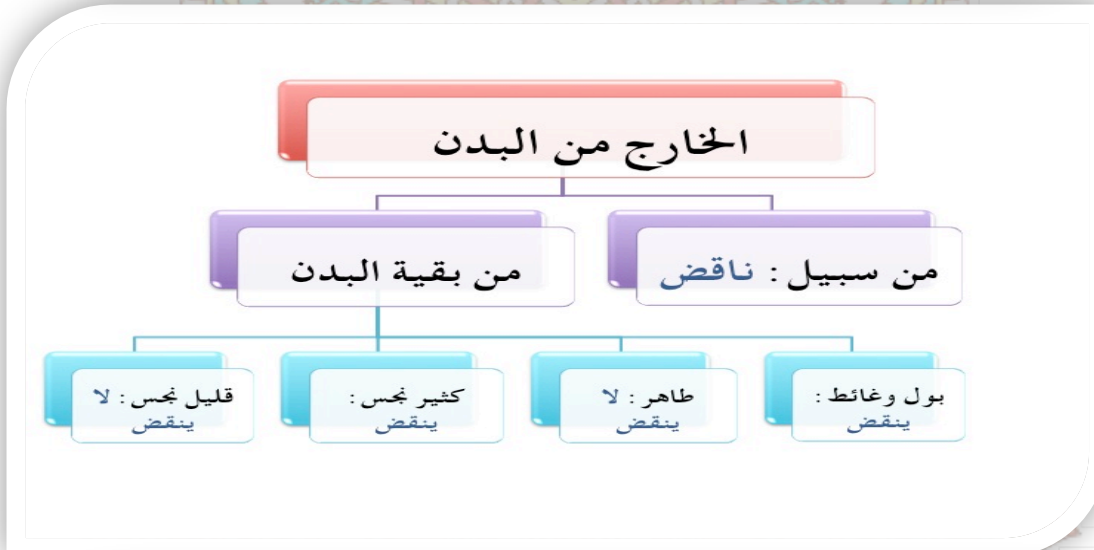 الخارج من البدن
من سبيل : ناقض
من بقية البدن
بول وغائط :
ينقض
طاهر : لا
ينقض
كثير نجس :
ينقض
قليل نجس : لا
ينقض